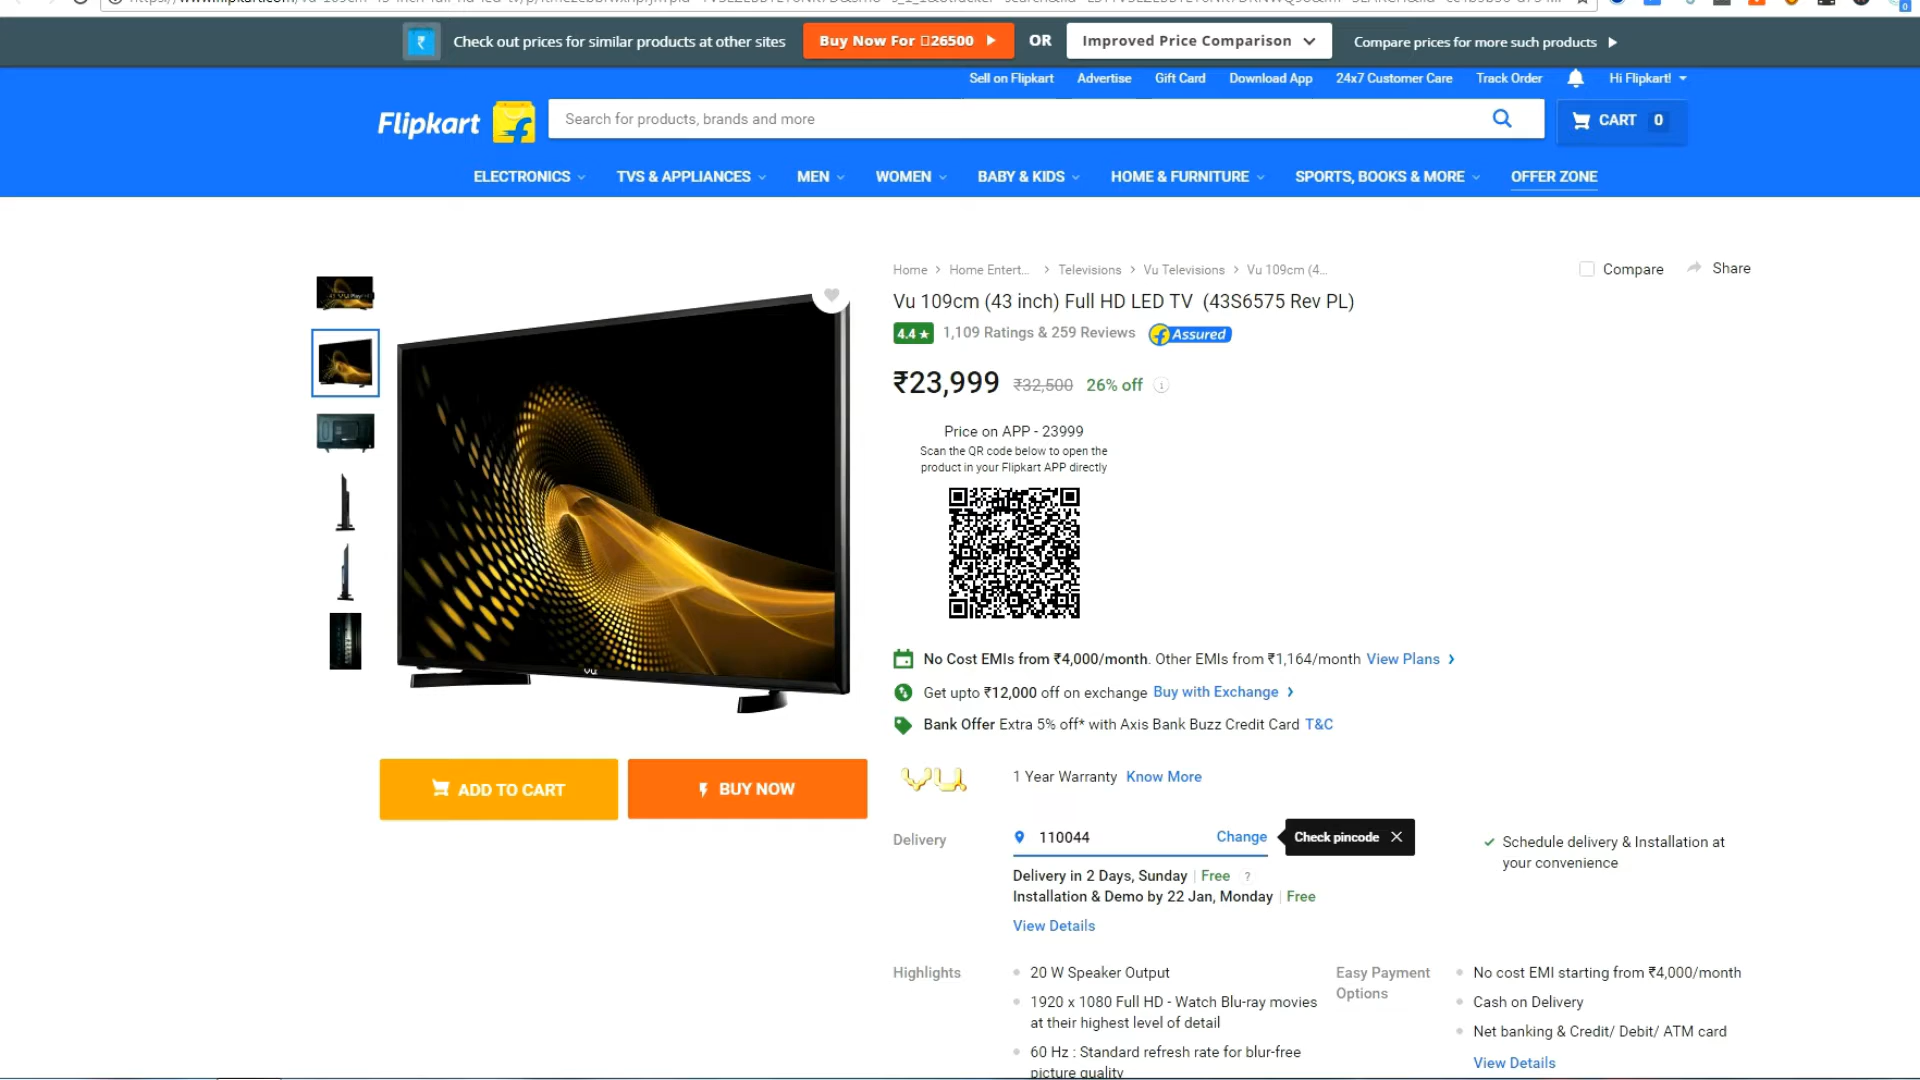 Check out prices for similar products at other sites
Buy Now For 26500
OR
Improved Price Comparison
Compare prices for more such products
Sell on Flipkart
Advertise
Gift Card
Download App
24x7 Customer Care
Track Order
Hi Flipkart!
Flipkart
Search for products, brands and more
CART 0
ELECTRONICS
TVS & APPLIANCES
MEN
WOMEN
BABY & KIDS
HOME & FURNITURE
SPORTS, BOOKS & MORE
OFFER ZONE
Home > Home Entert... > Televisions > Vu Televisions > Vu 109cm (4...
Compare
Share
Vu 109cm (43 inch) Full HD LED TV (43S6575 Rev PL)
4.4 ★ 1,109 Ratings & 259 Reviews
Assured
₹23,999 ₹32,500 26% off
Price on APP - 23999
Scan the QR code below to open the
product in your Flipkart APP directly
No Cost EMIs from ₹4,000/month. Other EMIs from ₹1,164/month View Plans >
Get upto ₹12,000 off on exchange Buy with Exchange >
Bank Offer Extra 5% off* with Axis Bank Buzz Credit Card T&C
vu
ADD TO CART
BUY NOW
vu
1 Year Warranty Know More
Delivery
110044
Change
Check pincode ×
Schedule delivery & Installation at
your convenience
Delivery in 2 Days, Sunday | Free ?
Installation & Demo by 22 Jan, Monday | Free
View Details
Highlights
20 W Speaker Output
1920 x 1080 Full HD - Watch Blu-ray movies
at their highest level of detail
60 Hz : Standard refresh rate for blur-free
picture quality
Easy Payment
Options
No cost EMI starting from ₹4,000/month
Cash on Delivery
Net banking & Credit/ Debit/ ATM card
View Details